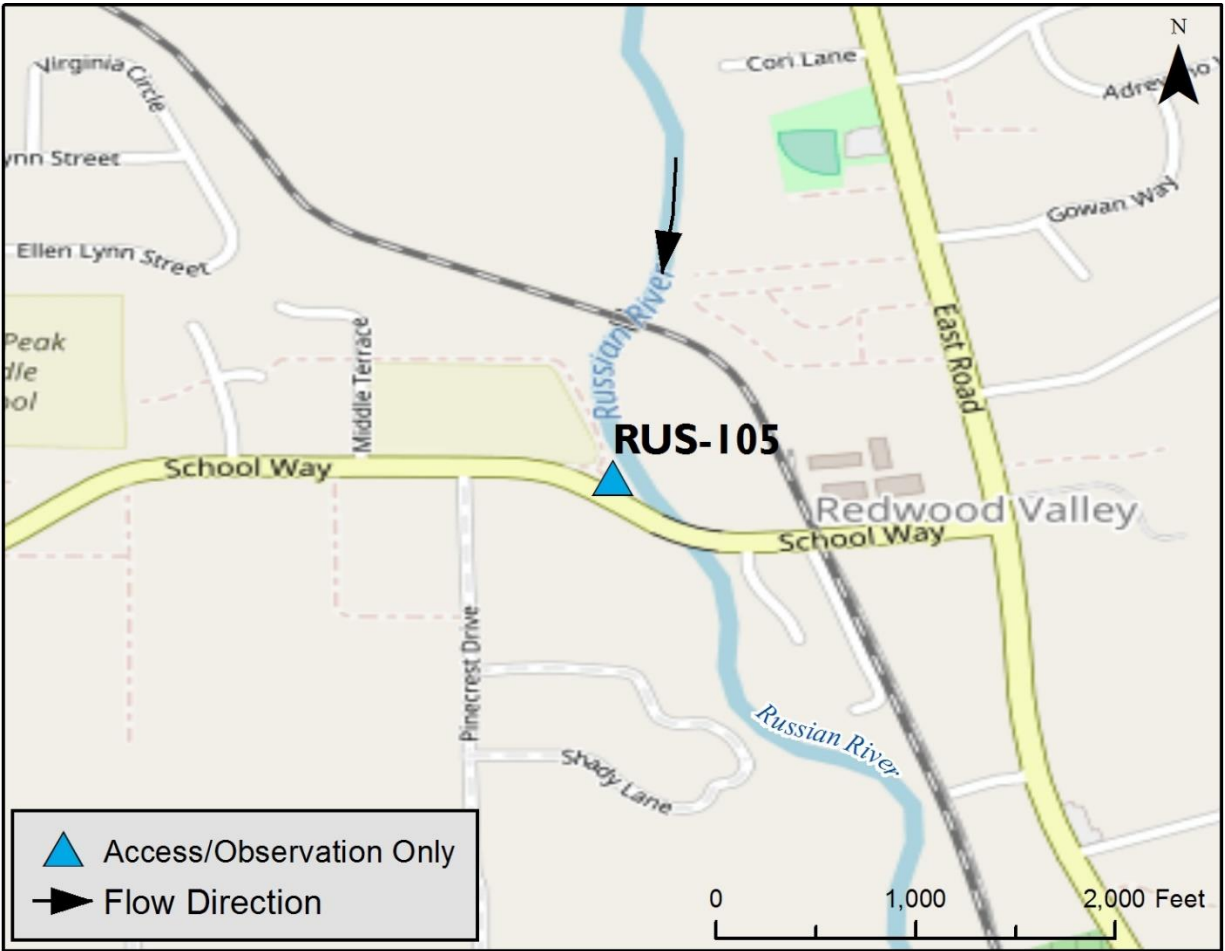 N
Cori Lane
Virginia Circle
ynn Street
Gowan Way
Ellen Lynn Street
Russian River
East Road
Peak
dle
ool
Middle Terrace
RUS-105
School Way
Redwood Valley
School Way
Pinecrest Drive
Russian River
Shady Lane
Access/Observation Only
Flow Direction
0 1,000 2,000 Feet